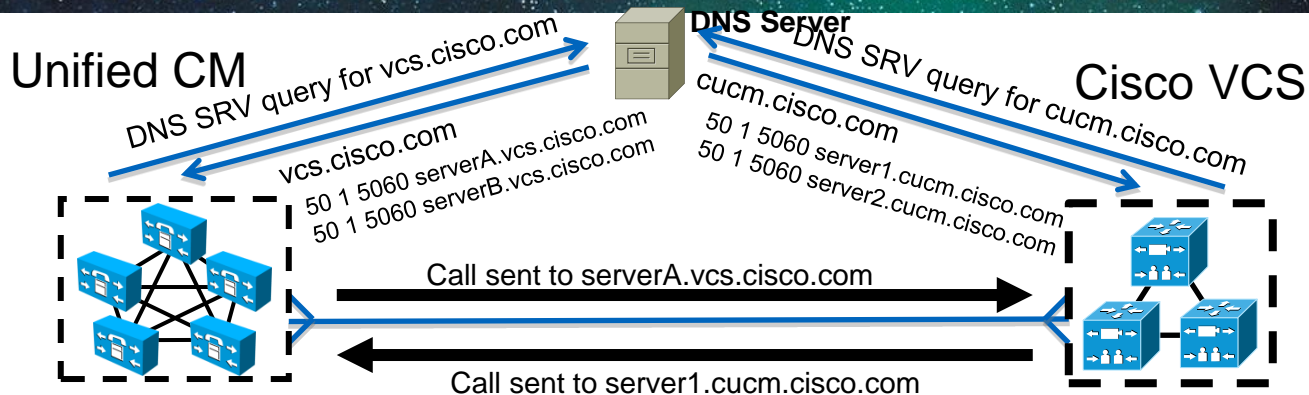 DNS Server
Unified CM
DNS SRV query for vcs.cisco.com
vcs.cisco.com
50 1 5060 serverA.vcs.cisco.com
50 1 5060 serverB.vcs.cisco.com
DNS SRV query for cucm.cisco.com
cucm.cisco.com
50 1 5060 server1.cucm.cisco.com
50 1 5060 server2.cucm.cisco.com
Cisco VCS
Call sent to serverA.vcs.cisco.com
Call sent to server1.cucm.cisco.com